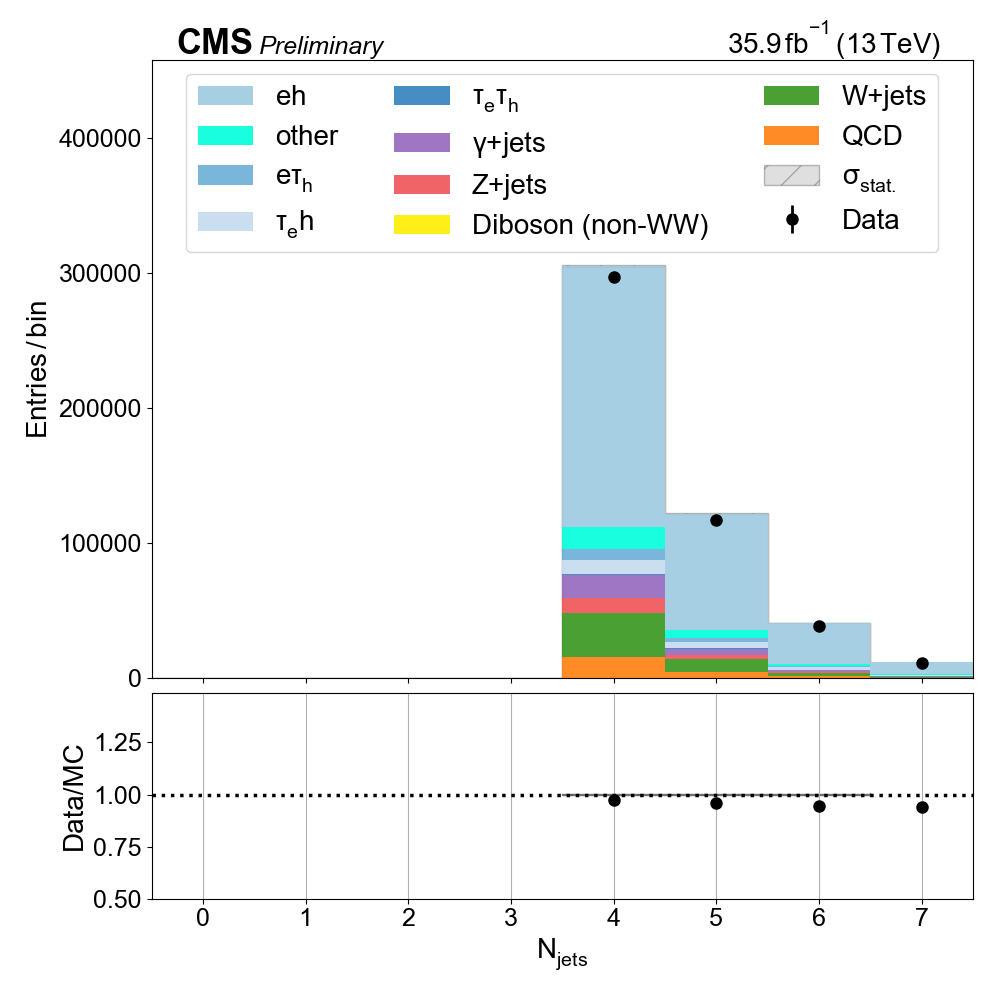 CMS Preliminary
35.9 fb⁻¹ (13 TeV)
eh
other
eτₕ
τₑh
τₑτₕ
γ+jets
Z+jets
Diboson (non-WW)
W+jets
QCD
σstat.
Data
Entries / bin
400000
300000
200000
100000
0
Data/MC
1.25
1.00
0.75
0.50
0 1 2 3 4 5 6 7
Njets